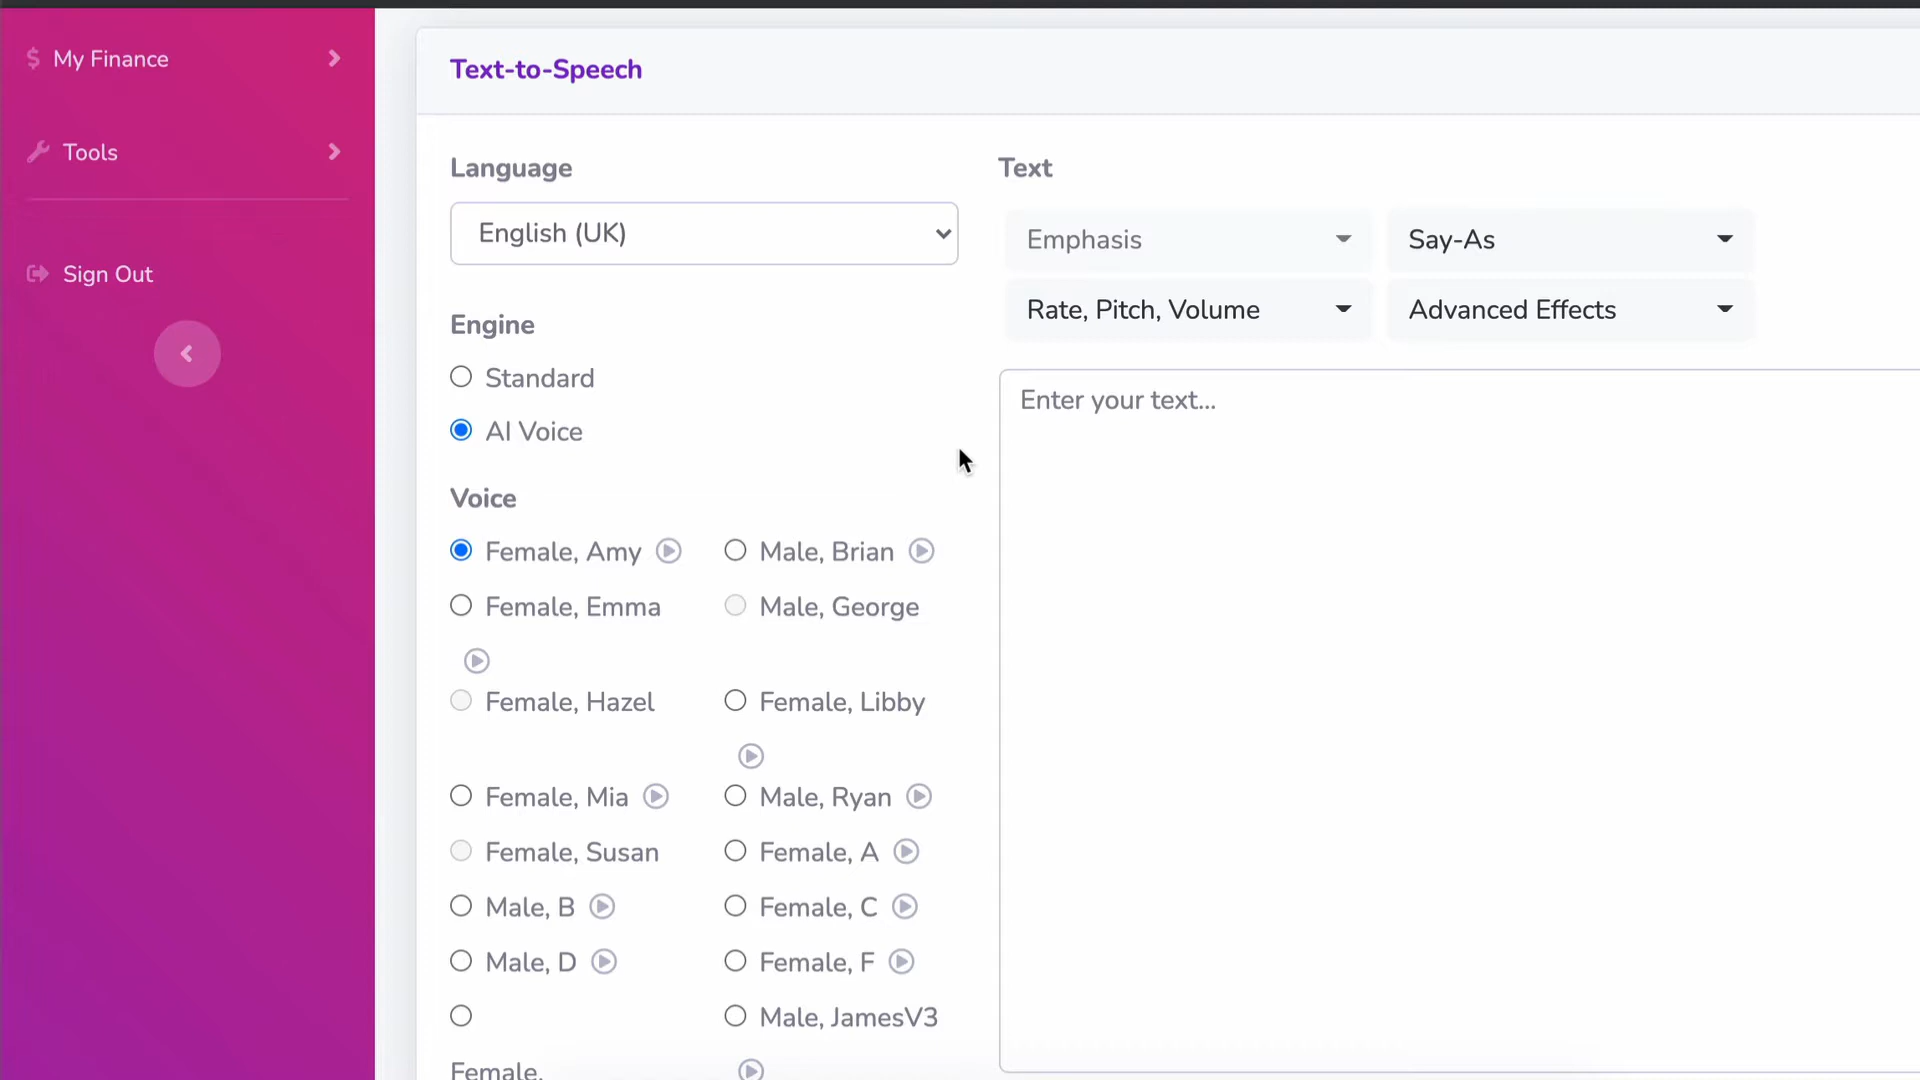 My Finance
Tools
Sign Out
Text-to-Speech
Language
English (UK)
Engine
Standard
AI Voice
Voice
Female, Amy
Male, Brian
Female, Emma
Male, George
Female, Hazel
Female, Libby
Female, Mia
Male, Ryan
Female, Susan
Female, A
Male, B
Female, C
Male, D
Female, F
Male, JamesV3
Female,
Text
Emphasis
Say-As
Rate, Pitch, Volume
Advanced Effects
Enter your text...